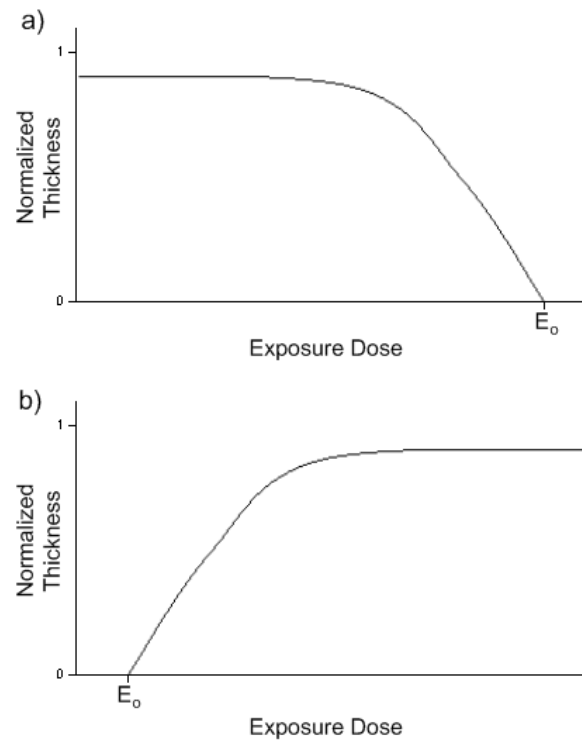 a)
1
Normalized
Thickness
0
E₀
Exposure Dose
b)
1
Normalized
Thickness
0
E₀
Exposure Dose